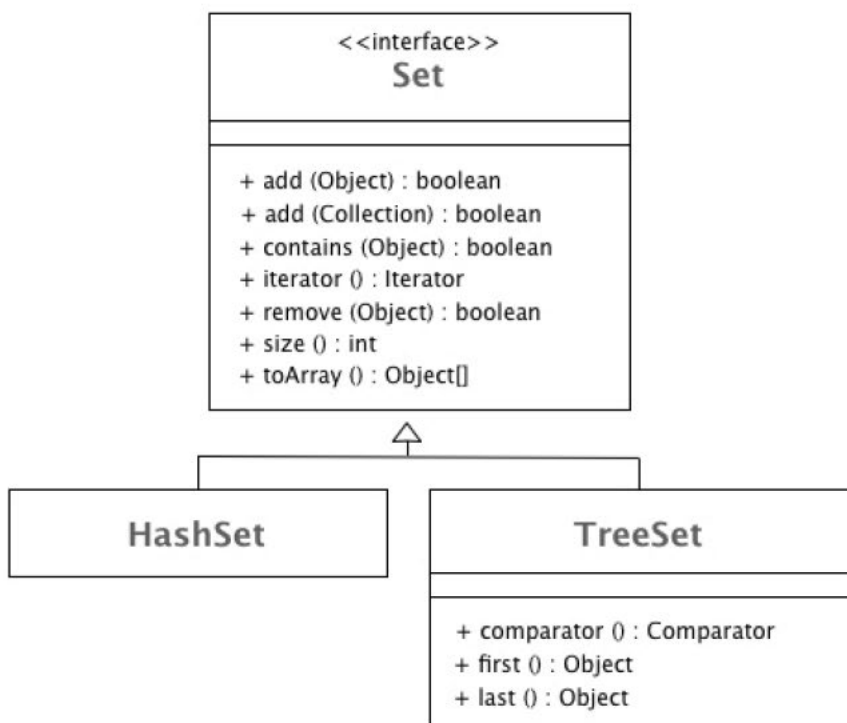 <<interface>>
Set
+ add (Object) : boolean
+ add (Collection) : boolean
+ contains (Object) : boolean
+ iterator () : Iterator
+ remove (Object) : boolean
+ size () : int
+ toArray () : Object[]
HashSet
TreeSet
+ comparator () : Comparator
+ first () : Object
+ last () : Object